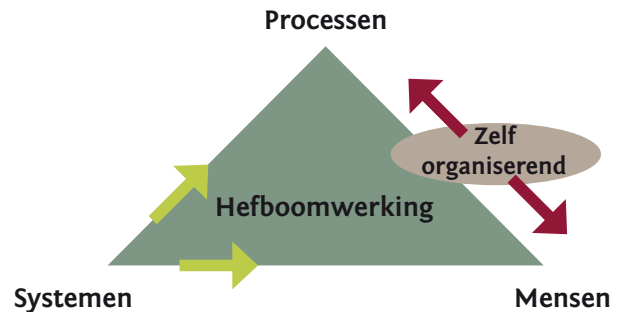 Processen
Zelf
organiserend
Hefboomwerking
Systemen
Mensen